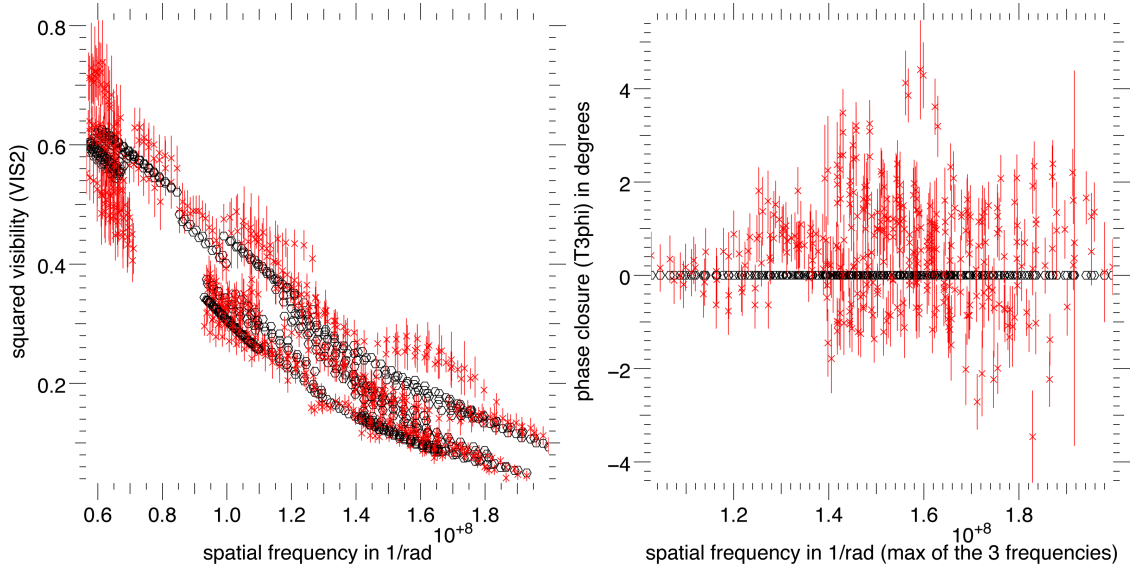 0.8
0.6
0.4
0.2
squared visibility (VIS2)
0.6 0.8 1.0 1.2 1.4 1.6 1.8
10+8
spatial frequency in 1/rad
4
2
0
−2
−4
phase closure (T3phi) in degrees
1.2 1.4 1.6 1.8
10+8
spatial frequency in 1/rad (max of the 3 frequencies)